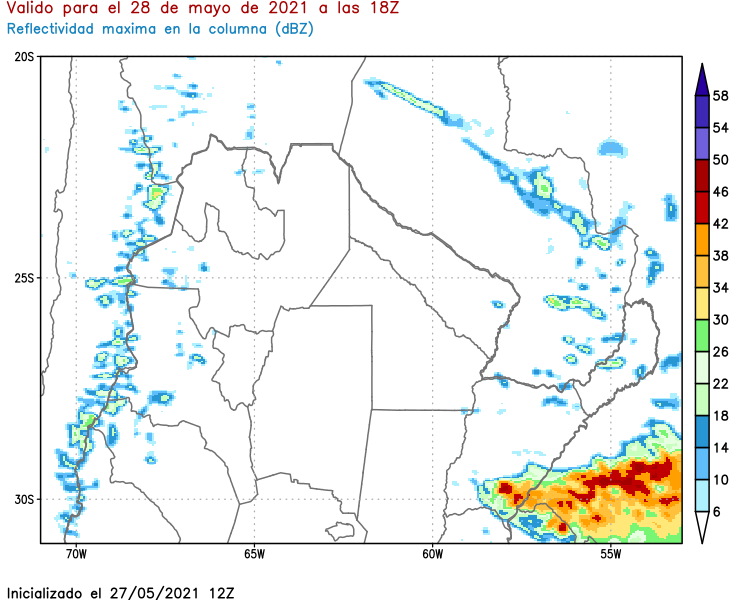 Valido para el 28 de mayo de 2021 a las 18Z
Reflectividad maxima en la columna (dBZ)
20S
25S
30S
70W
65W
60W
55W
58
54
50
46
42
38
34
30
26
22
18
14
10
6
Inicializado el 27/05/2021 12Z